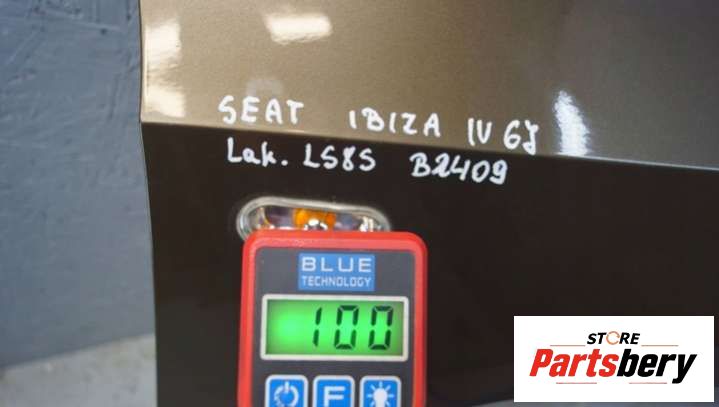 SEAT IBIZA IV 6J
Lak. LS8S B2409
BLUE
TECHNOLOGY
100
F
STORE
Partsbery